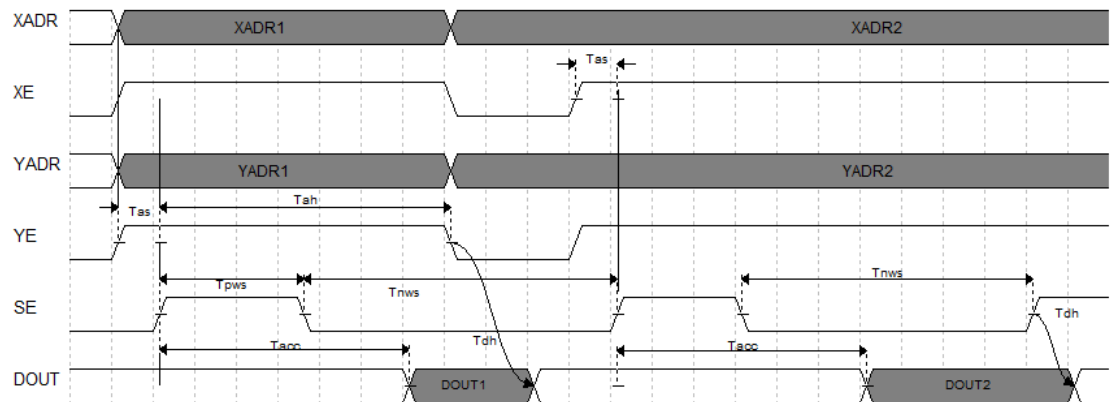 XADR XADR1 XADR2
Tas
XE
YADR YADR1 YADR2
Tas Tah
YE
Tpws Tnws Tnws
SE
Tdh
Tacc Tdh Tacc
DOUT DOUT1 DOUT2